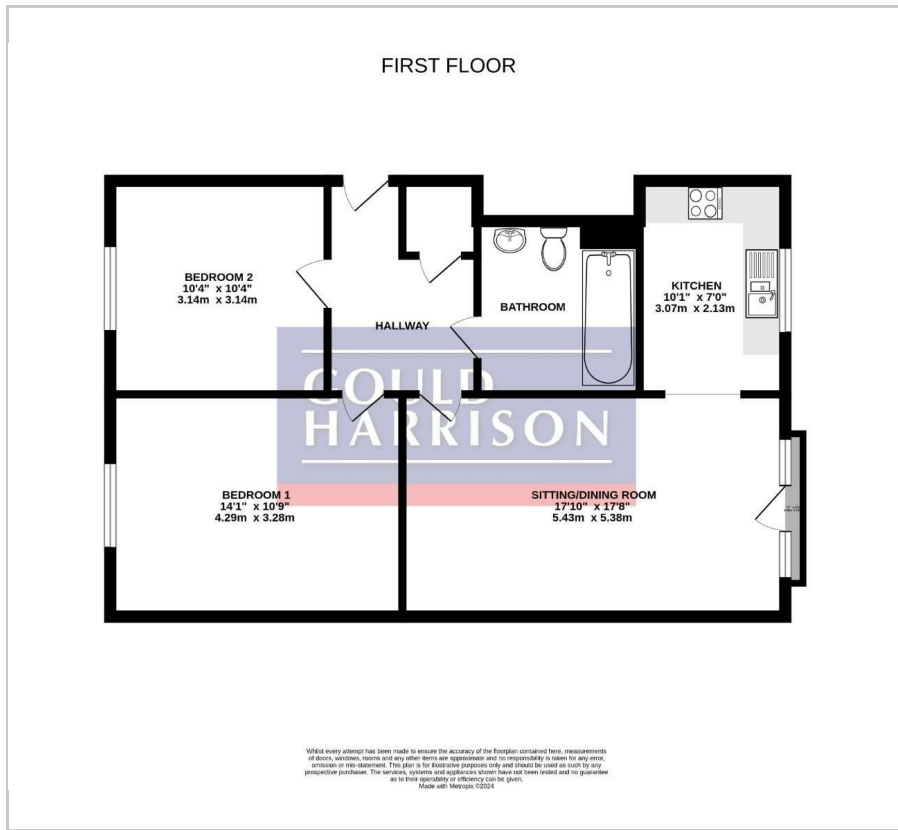 FIRST FLOOR
BEDROOM 2
10'4" x 10'4"
3.14m x 3.14m
KITCHEN
10'1" x 7'0"
3.07m x 2.13m
BATHROOM
HALLWAY
GOULD
HARRISON
BEDROOM 1
14'1" x 10'9"
4.29m x 3.28m
SITTING/DINING ROOM
17'10" x 17'8"
5.43m x 5.38m
Whilst every attempt has been made to ensure the accuracy of the floorplan contained here, measurements
of doors, windows, rooms and any other items are approximate and no responsibility is taken for any error,
omission or mis-statement. This plan is for illustrative purposes only and should be used as such by any
prospective purchaser. The services, systems and appliances shown have not been tested and no guarantee
as to their operability or efficiency can be given.
Made with Metropix ©2024